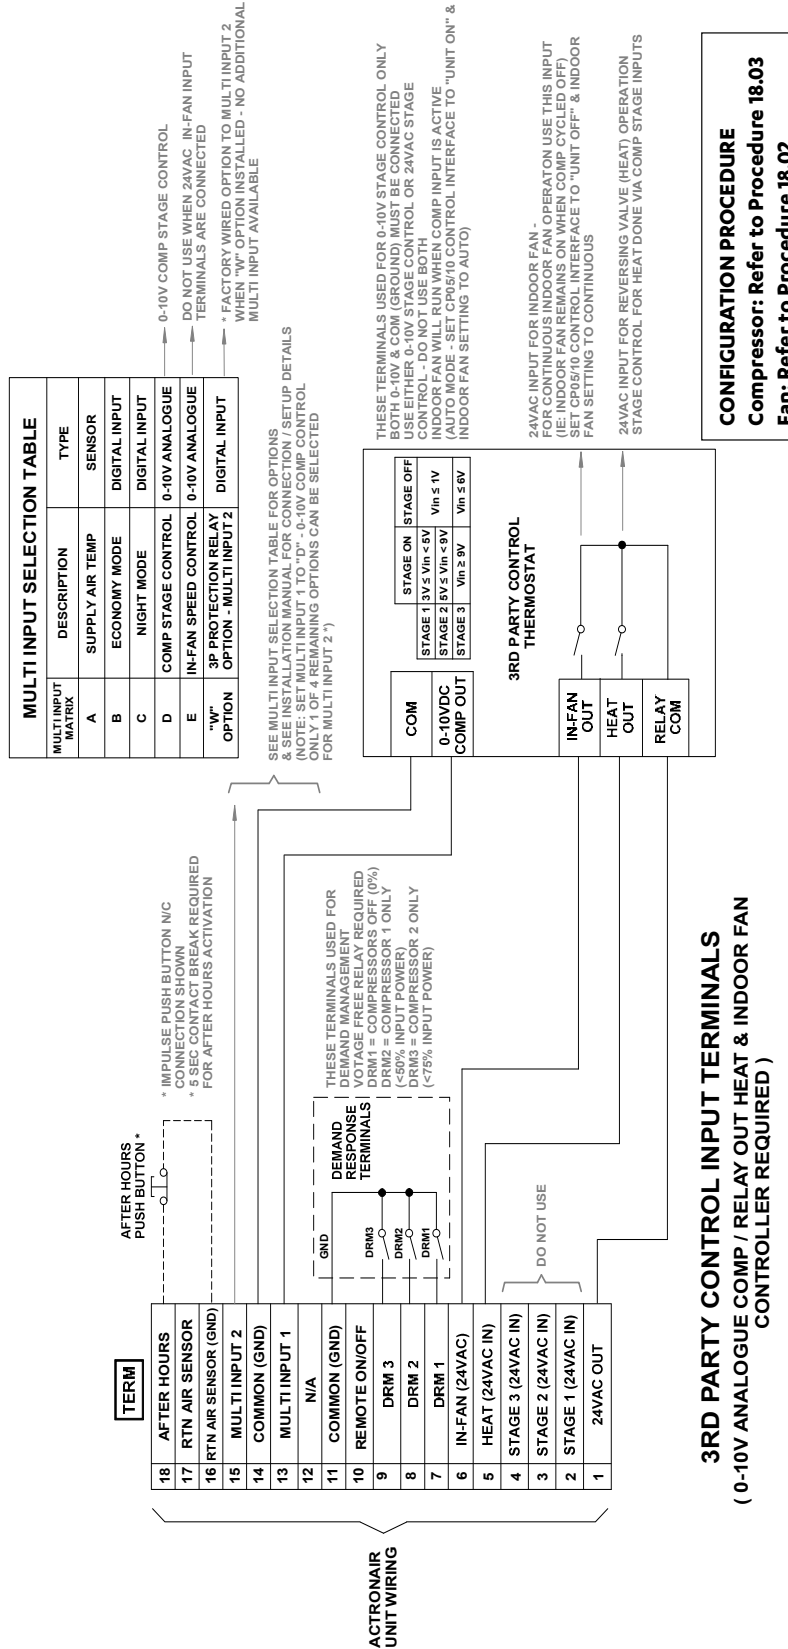 ACTRONAIR
UNIT WIRING
TERM
18 AFTER HOURS
17 RTN AIR SENSOR
16 RTN AIR SENSOR (GND)
15 MULTI INPUT 2
14 COMMON (GND)
13 MULTI INPUT 1
12 N/A
11 COMMON (GND)
10 REMOTE ON/OFF
9 DRM 3
8 DRM 2
7 DRM 1
6 IN-FAN (24VAC)
5 HEAT (24VAC IN)
4 STAGE 3 (24VAC IN)
3 STAGE 2 (24VAC IN)
2 STAGE 1 (24VAC IN)
1 24VAC OUT
AFTER HOURS
PUSH BUTTON *
* IMPULSE PUSH BUTTON N/C
CONNECTION SHOWN
* 5 SEC CONTACT BREAK REQUIRED
FOR AFTER HOURS ACTIVATION
GND
DRM3
DRM2
DRM1
DEMAND
RESPONSE
TERMINALS
THESE TERMINALS USED FOR
DEMAND MANAGEMENT
VOTAGE FREE RELAY REQUIRED
DRM1 = COMPRESSORS OFF (0%)
DRM2 = COMPRESSOR 1 ONLY
(<50% INPUT POWER)
DRM3 = COMPRESSOR 2 ONLY
(<75% INPUT POWER)
DO NOT USE
MULTI INPUT SELECTION TABLE
MULTI INPUT
MATRIX
DESCRIPTION
TYPE
A SUPPLY AIR TEMP SENSOR
B ECONOMY MODE DIGITAL INPUT
C NIGHT MODE DIGITAL INPUT
D COMP STAGE CONTROL 0-10V ANALOGUE
E IN-FAN SPEED CONTROL 0-10V ANALOGUE
"W"
OPTION
3P PROTECTION RELAY
OPTION - MULTI INPUT 2
DIGITAL INPUT
0-10V COMP STAGE CONTROL
DO NOT USE WHEN 24VAC IN-FAN INPUT
TERMINALS ARE CONNECTED
* FACTORY WIRED OPTION TO MULTI INPUT 2
WHEN "W" OPTION INSTALLED - NO ADDITIONAL
MULTI INPUT AVAILABLE
SEE MULTI INPUT SELECTION TABLE FOR OPTIONS
& SEE INSTALLATION MANUAL FOR CONNECTION / SETUP DETAILS
(NOTE: SET MULTI INPUT 1 TO "D" - 0-10V COMP CONTROL
ONLY 1 OF 4 REMAINING OPTIONS CAN BE SELECTED
FOR MULTI INPUT 2 *)
COM
0-10VDC
COMP OUT
STAGE ON STAGE OFF
STAGE 1 3V ≤ Vin < 5V Vin ≤ 1V
STAGE 2 5V ≤ Vin < 9V
STAGE 3 Vin ≥ 9V Vin ≤ 6V
3RD PARTY CONTROL
THERMOSTAT
IN-FAN
OUT
HEAT
OUT
RELAY
COM
THESE TERMINALS USED FOR 0-10V STAGE CONTROL ONLY
BOTH 0-10V & COM (GROUND) MUST BE CONNECTED
USE EITHER 0-10V STAGE CONTROL OR 24VAC STAGE
CONTROL - DO NOT USE BOTH
INDOOR FAN WILL RUN WHEN COMP INPUT IS ACTIVE
(AUTO MODE - SET CP05/10 CONTROL INTERFACE TO "UNIT ON" &
INDOOR FAN SETTING TO AUTO)
24VAC INPUT FOR INDOOR FAN -
FOR CONTINUOUS INDOOR FAN OPERATON USE THIS INPUT
(IE: INDOOR FAN REMAINS ON WHEN COMP CYCLED OFF)
SET CP05/10 CONTROL INTERFACE TO "UNIT OFF" & INDOOR
FAN SETTING TO CONTINUOUS
24VAC INPUT FOR REVERSING VALVE (HEAT) OPERATION
STAGE CONTROL FOR HEAT DONE VIA COMP STAGE INPUTS
3RD PARTY CONTROL INPUT TERMINALS
( 0-10V ANALOGUE COMP / RELAY OUT HEAT & INDOOR FAN
CONTROLLER REQUIRED )
CONFIGURATION PROCEDURE
Compressor: Refer to Procedure 18.03
Fan: Refer to Procedure 18.02